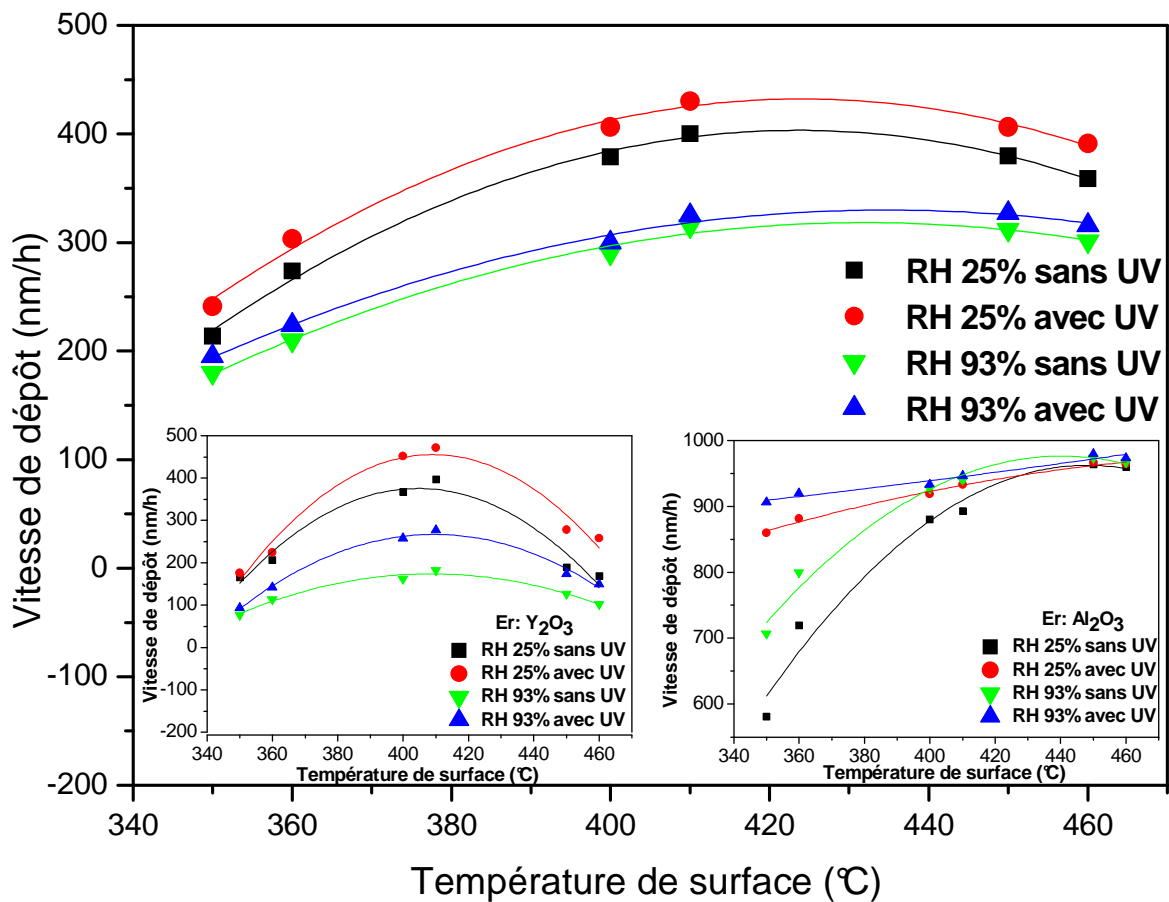 500
400
300
200
100
0
-100
-200
340
360
380
400
420
440
460
Vitesse de dépôt (nm/h)
Température de surface (°C)
RH 25% sans UV
RH 25% avec UV
RH 93% sans UV
RH 93% avec UV
500
400
300
200
100
0
-100
-200
340
360
380
400
420
440
460
Vitesse de dépôt (nm/h)
Température de surface (°C)
Er: Y2O3
RH 25% sans UV
RH 25% avec UV
RH 93% sans UV
RH 93% avec UV
1000
900
800
700
600
340
360
380
400
420
440
460
Vitesse de dépôt (nm/h)
Température de surface (°C)
Er: Al2O3
RH 25% sans UV
RH 25% avec UV
RH 93% sans UV
RH 93% avec UV